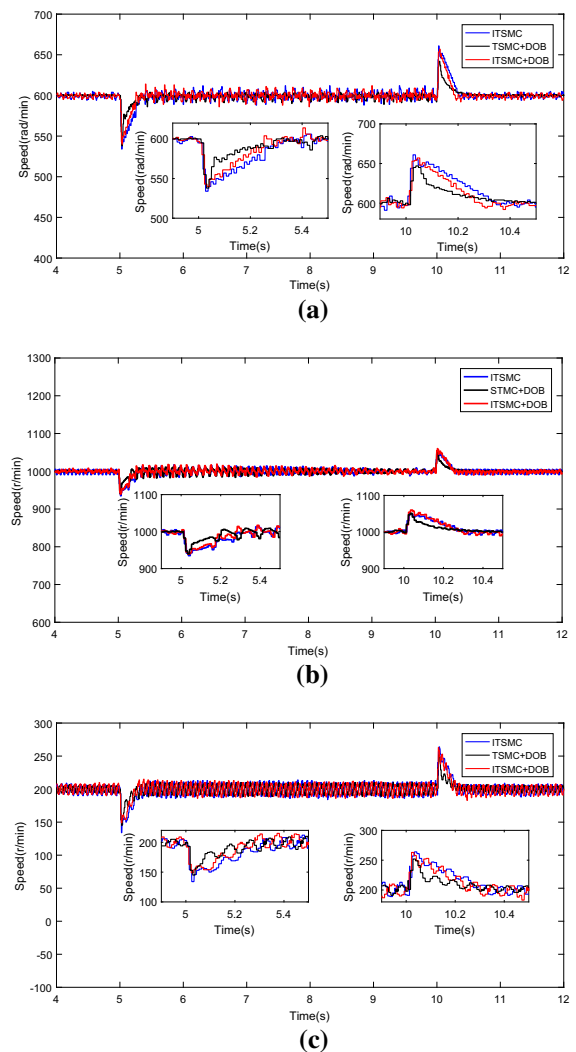 700
650
600
550
500
450
400
Speed(rad/min)
ITSMC
TSMC+DOB
ITSMC+DOB
600
550
500
Speed(rad/min)
5 5.2 5.4
Time(s)
700
650
600
Speed(rad/min)
10 10.2 10.4
Time(s)
4 5 6 7 8 9 10 11 12
Time(s)
(a)
1300
1200
1100
1000
900
800
700
600
Speed(r/min)
ITSMC
STMC+DOB
ITSMC+DOB
1100
1000
900
Speed(r/min)
5 5.2 5.4
Time(s)
1100
1000
900
Speed(r/min)
10 10.2 10.4
Time(s)
4 5 6 7 8 9 10 11 12
Time(s)
(b)
300
250
200
150
100
50
0
-50
-100
Speed(r/min)
ITSMC
TSMC+DOB
ITSMC+DOB
200
150
100
Speed(r/min)
5 5.2 5.4
Time(s)
300
250
200
Speed(r/min)
10 10.2 10.4
Time(s)
4 5 6 7 8 9 10 11 12
Time(s)
(c)